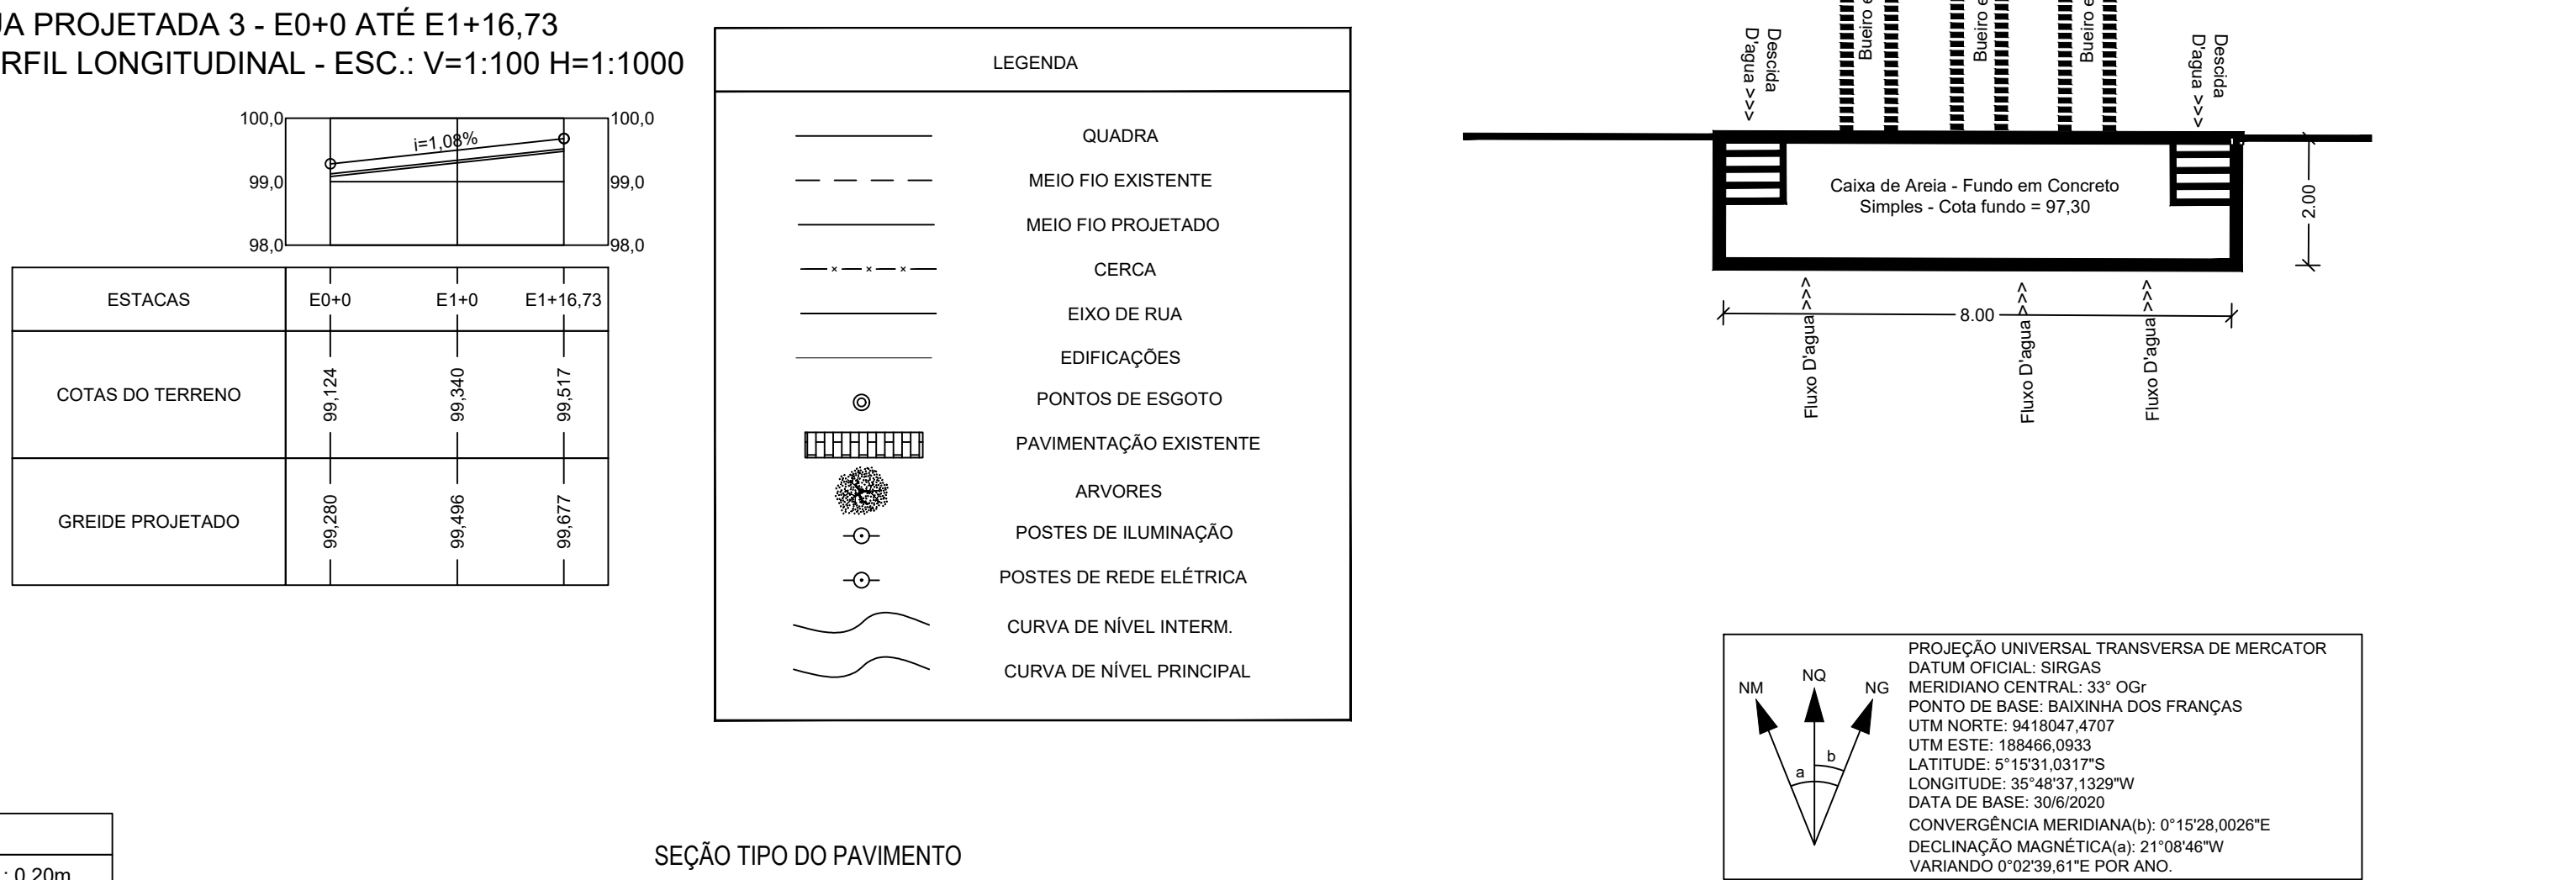 UA PROJETADA 3 - E0+0 ATÉ E1+16,73
RFIL LONGITUDINAL - ESC.: V=1:100 H=1:1000
100,0
100,0
i=1,08%
99,0
99,0
98,0
98,0
ESTACAS
E0+0
E1+0
E1+16,73
COTAS DO TERRENO
99,124
99,340
99,517
GREIDE PROJETADO
99,280
99,496
99,677
LEGENDA
QUADRA
MEIO FIO EXISTENTE
MEIO FIO PROJETADO
CERCA
EIXO DE RUA
EDIFICAÇÕES
PONTOS DE ESGOTO
PAVIMENTAÇÃO EXISTENTE
ARVORES
POSTES DE ILUMINAÇÃO
POSTES DE REDE ELÉTRICA
CURVA DE NÍVEL INTERM.
CURVA DE NÍVEL PRINCIPAL
Descida
D'agua >>>
Bueiro e
Bueiro e
Bueiro e
Descida
D'agua >>>
Caixa de Areia - Fundo em Concreto
Simples - Cota fundo = 97,30
2.00
8.00
Fluxo D'agua >>>
Fluxo D'agua >>>
Fluxo D'agua >>>
NM
NQ
NG
a
b
PROJEÇÃO UNIVERSAL TRANSVERSA DE MERCATOR
DATUM OFICIAL: SIRGAS
MERIDIANO CENTRAL: 33° OGr
PONTO DE BASE: BAIXINHA DOS FRANÇAS
UTM NORTE: 9418047,4707
UTM ESTE: 188466,0933
LATITUDE: 5°15'31,0317"S
LONGITUDE: 35°48'37,1329"W
DATA DE BASE: 30/6/2020
CONVERGÊNCIA MERIDIANA(b): 0°15'28,0026"E
DECLINAÇÃO MAGNÉTICA(a): 21°08'46"W
VARIANDO 0°02'39,61"E POR ANO.
: 0,20m
SEÇÃO TIPO DO PAVIMENTO